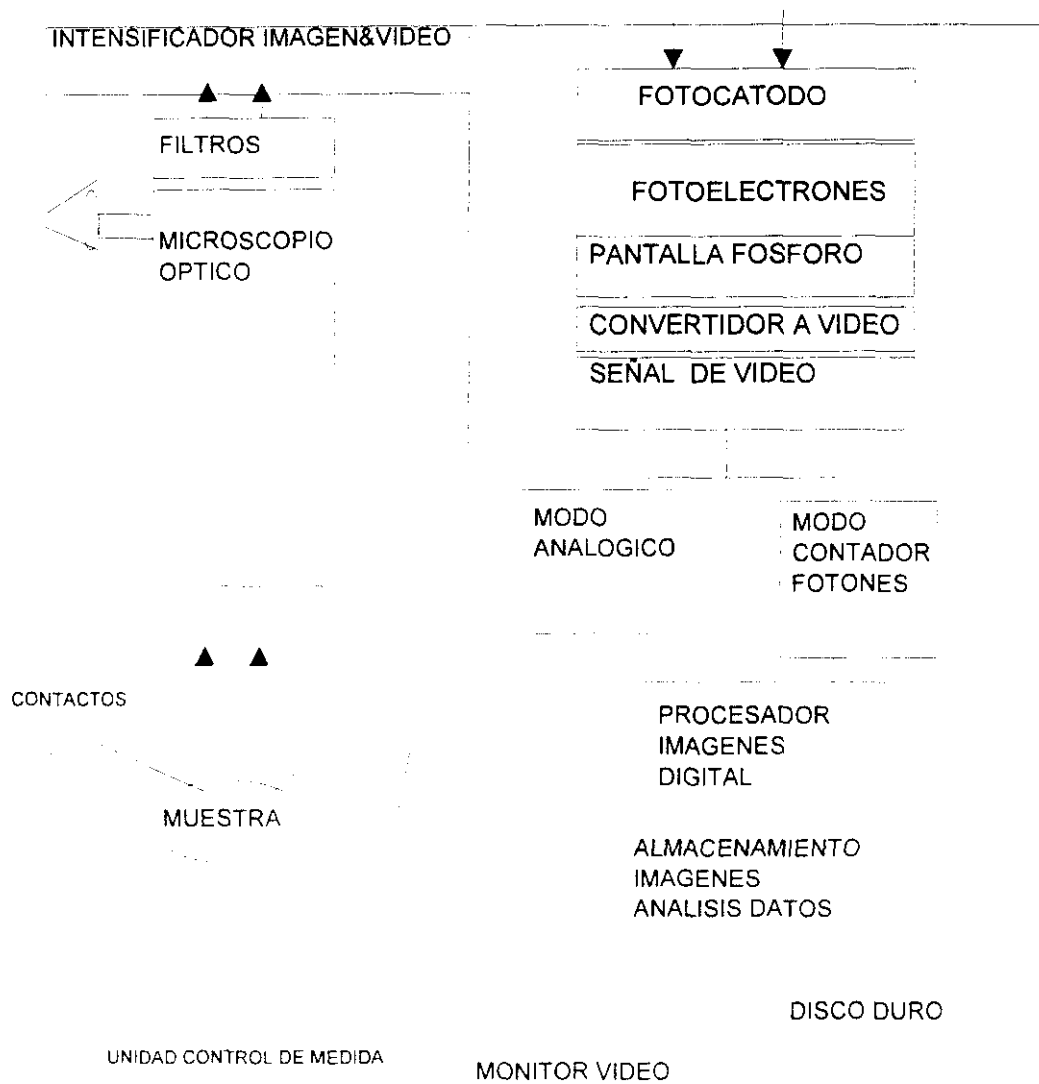 INTENSIFICADOR IMAGEN&VIDEO
FILTROS
MICROSCOPIO
OPTICO
CONTACTOS
MUESTRA
UNIDAD CONTROL DE MEDIDA
FOTOCATODO
FOTOELECTRONES
PANTALLA FOSFORO
CONVERTIDOR A VIDEO
SEÑAL DE VIDEO
MODO
ANALOGICO
MODO
CONTADOR
FOTONES
PROCESADOR
IMAGENES
DIGITAL
ALMACENAMIENTO
IMAGENES
ANALISIS DATOS
DISCO DURO
MONITOR VIDEO